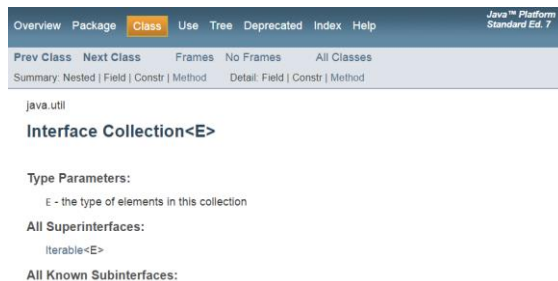 Overview Package Class Use Tree Deprecated Index Help
Java™ Platform
Standard Ed. 7
Prev Class Next Class Frames No Frames All Classes
Summary: Nested | Field | Constr | Method Detail: Field | Constr | Method
java.util
Interface Collection<E>
Type Parameters:
E - the type of elements in this collection
All Superinterfaces:
Iterable<E>
All Known Subinterfaces: